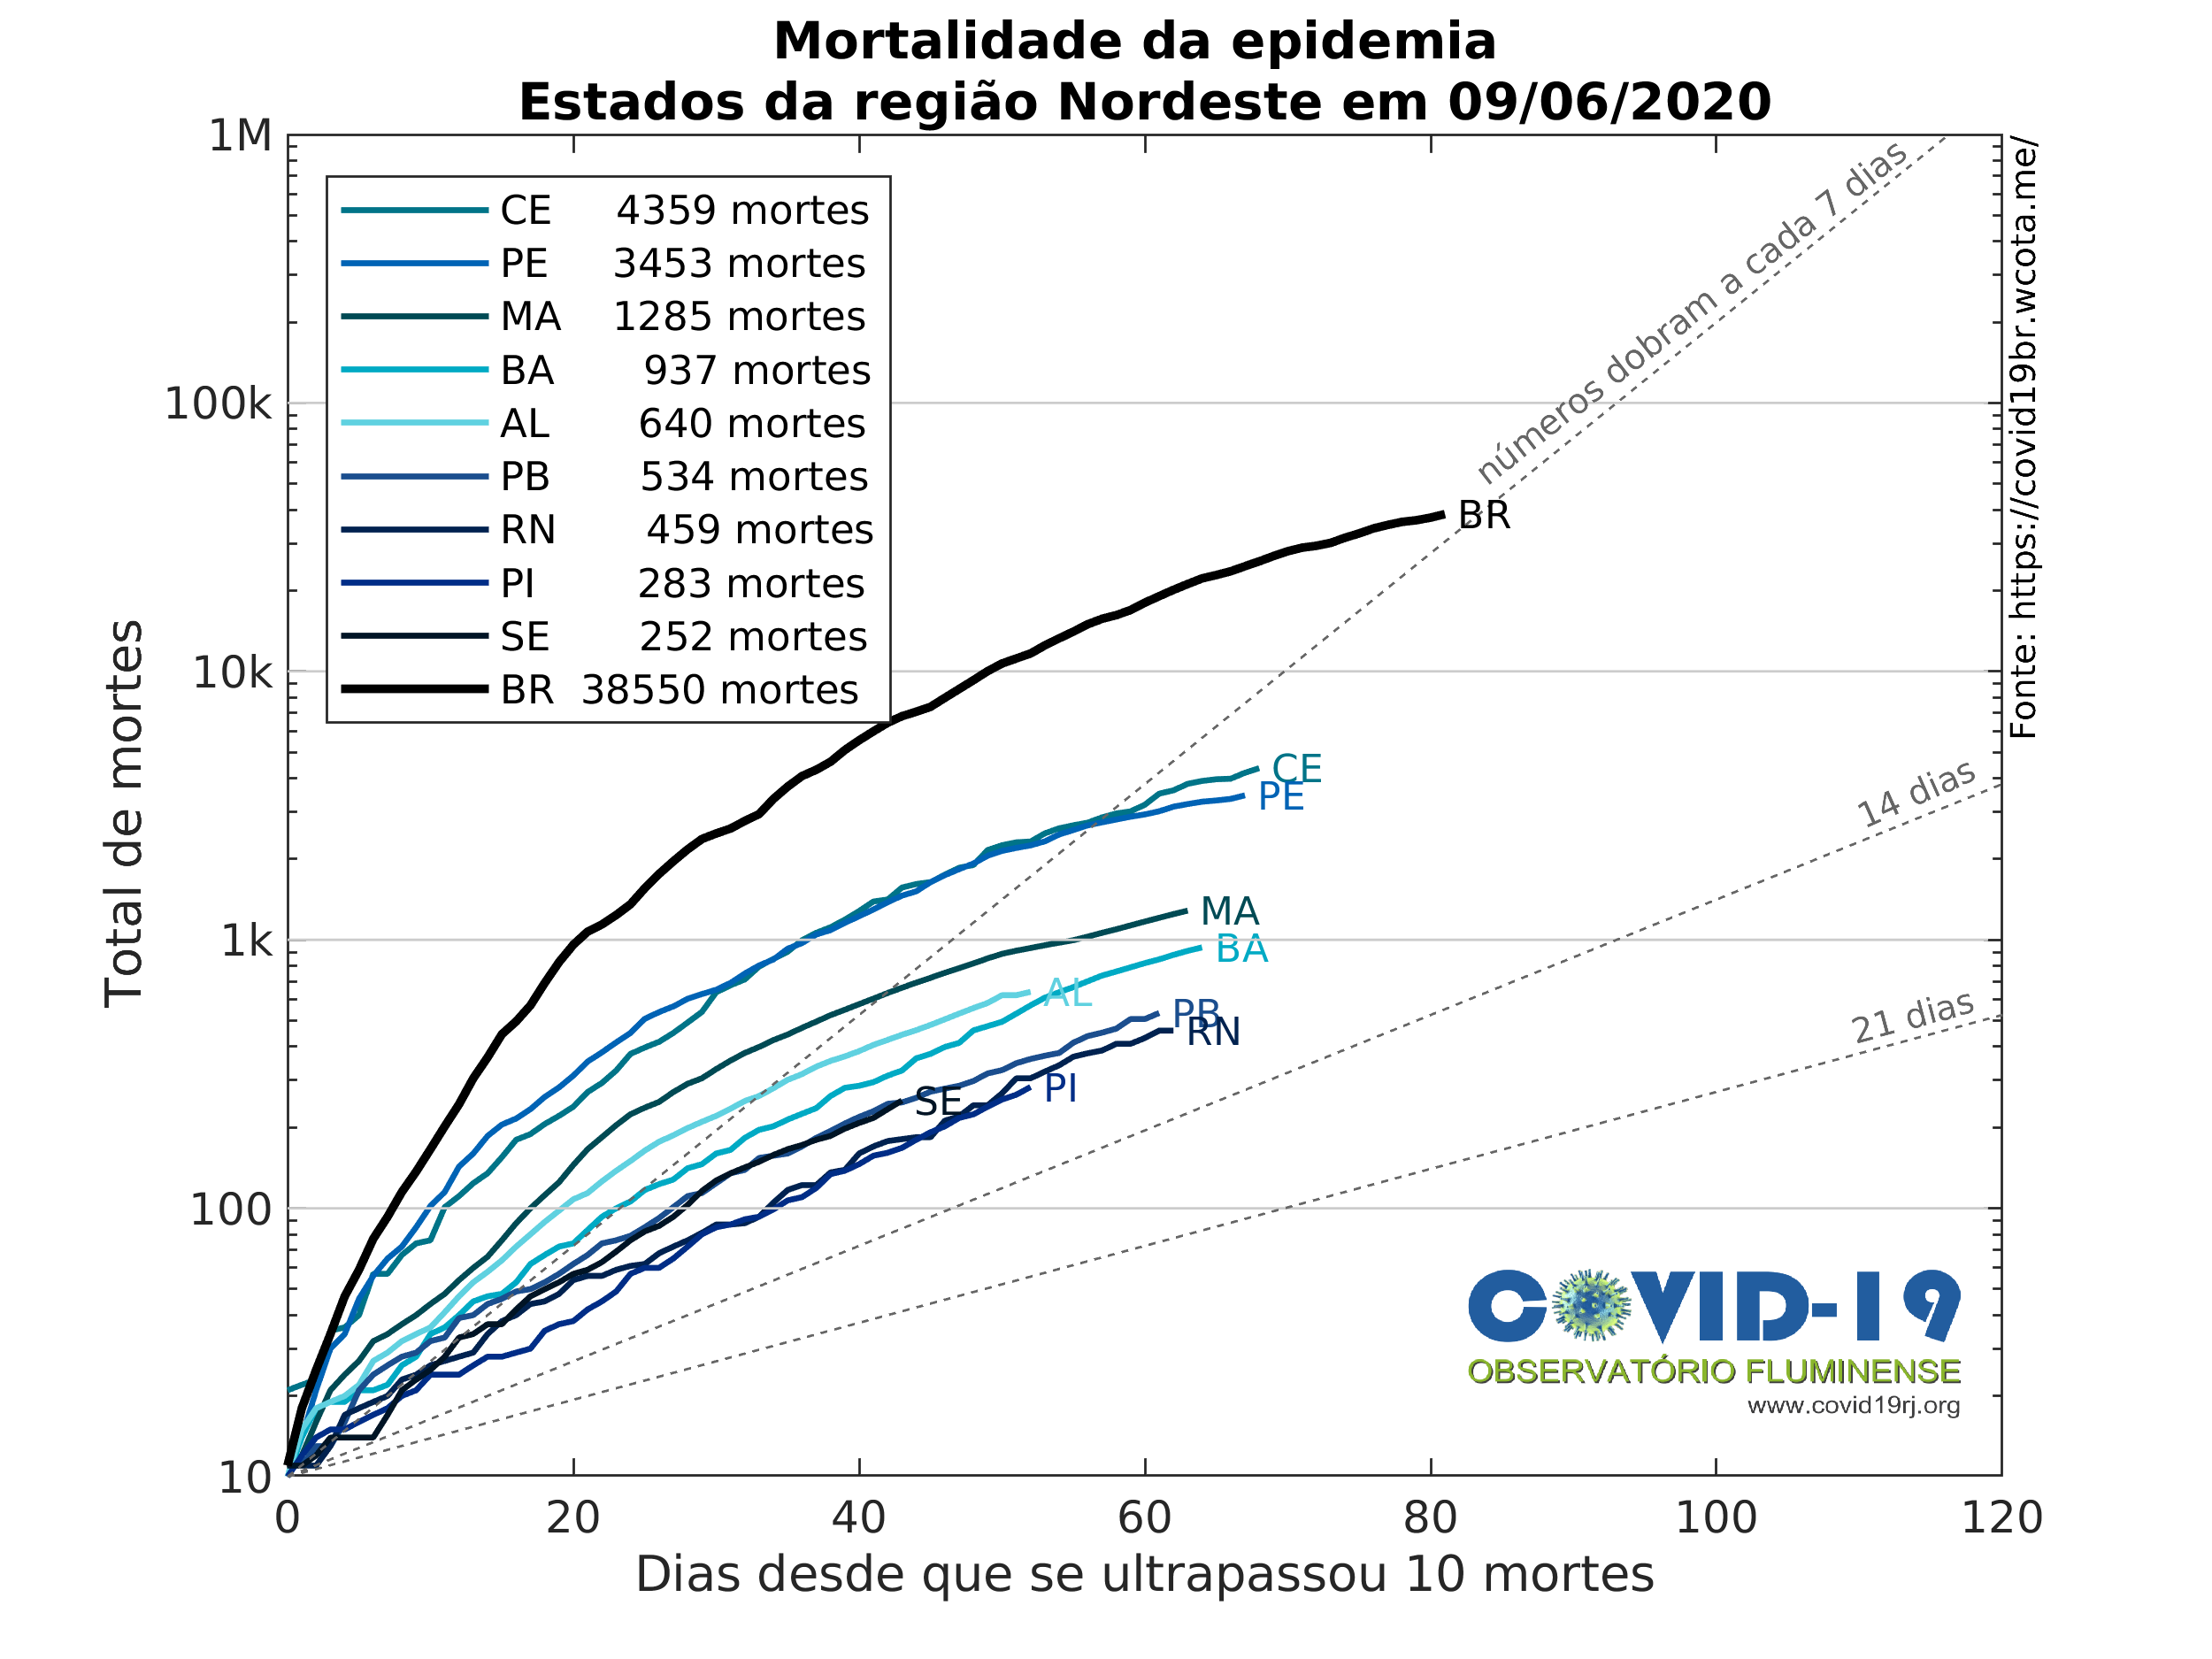 Mortalidade da epidemia
Estados da região Nordeste em 09/06/2020
1M
100k
10k
1k
100
10
Total de mortes
CE 4359 mortes
PE 3453 mortes
MA 1285 mortes
BA 937 mortes
AL 640 mortes
PB 534 mortes
RN 459 mortes
PI 283 mortes
SE 252 mortes
BR 38550 mortes
números dobram a cada 7 dias
14 dias
21 dias
BR
CE
PE
MA
BA
AL
PB
RN
PI
SE
Fonte: https://covid19br.wcota.me/
COVID-19
OBSERVATÓRIO FLUMINENSE
www.covid19rj.org
0 20 40 60 80 100 120
Dias desde que se ultrapassou 10 mortes